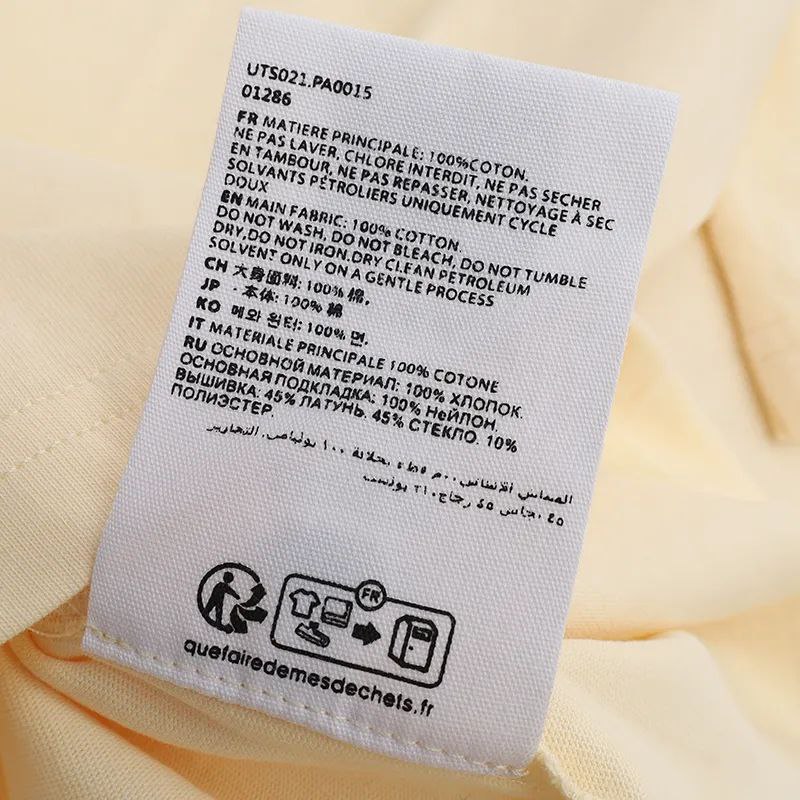 UTS021.PA0015
01286
FR MATIERE PRINCIPALE: 100%COTON.
NE PAS LAVER, CHLORE INTERDIT, NE PAS SECHER
EN TAMBOUR, NE PAS REPASSER, NETTOYAGE À SEC
SOLVANTS PÉTROLIERS UNIQUEMENT CYCLE
DOUX
EN MAIN FABRIC: 100% COTTON.
DO NOT WASH, DO NOT BLEACH, DO NOT TUMBLE
DRY,DO NOT IRON.DRY CLEAN PETROLEUM
SOLVENT ONLY ON A GENTLE PROCESS
CH 大身面料: 100% 棉。
JP ·本体: 100% 綿
KO 메와 원터: 100% 면.
IT MATERIALE PRINCIPALE 100% COTONE
RU ОСНОВНОЙ МАТЕРИАЛ: 100% ХЛОПОК.
ОСНОВНАЯ ПОДКЛАДКА: 100% НеЙЛОН,
ВЫШИВКА: 45% ЛАТУНЬ. 45% СТЕКЛО. 10%
ПОЛИЭСТЕР
FR
quefairedemesdechets.fr